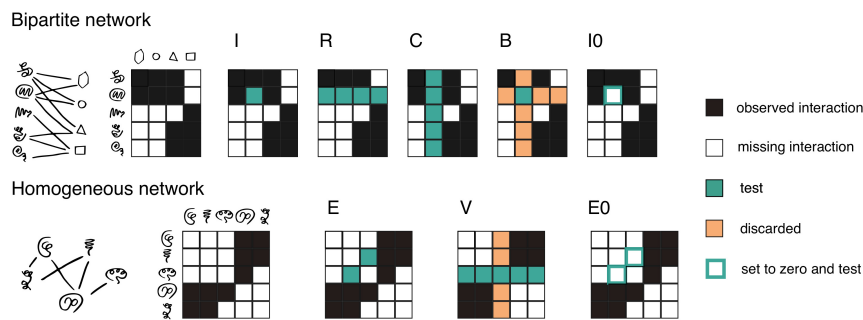 Bipartite network
I R C B I0
observed interaction
missing interaction
test
discarded
set to zero and test
Homogeneous network
E V E0